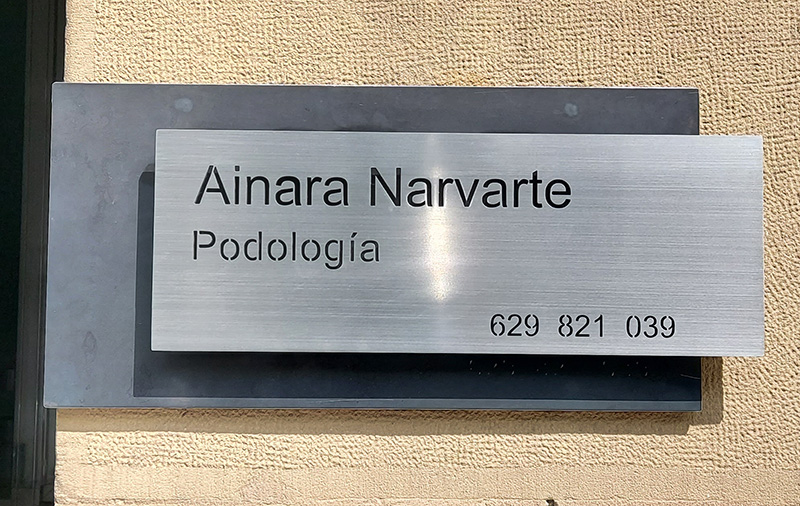 Ainara Narvarte
Podología
629 821 039